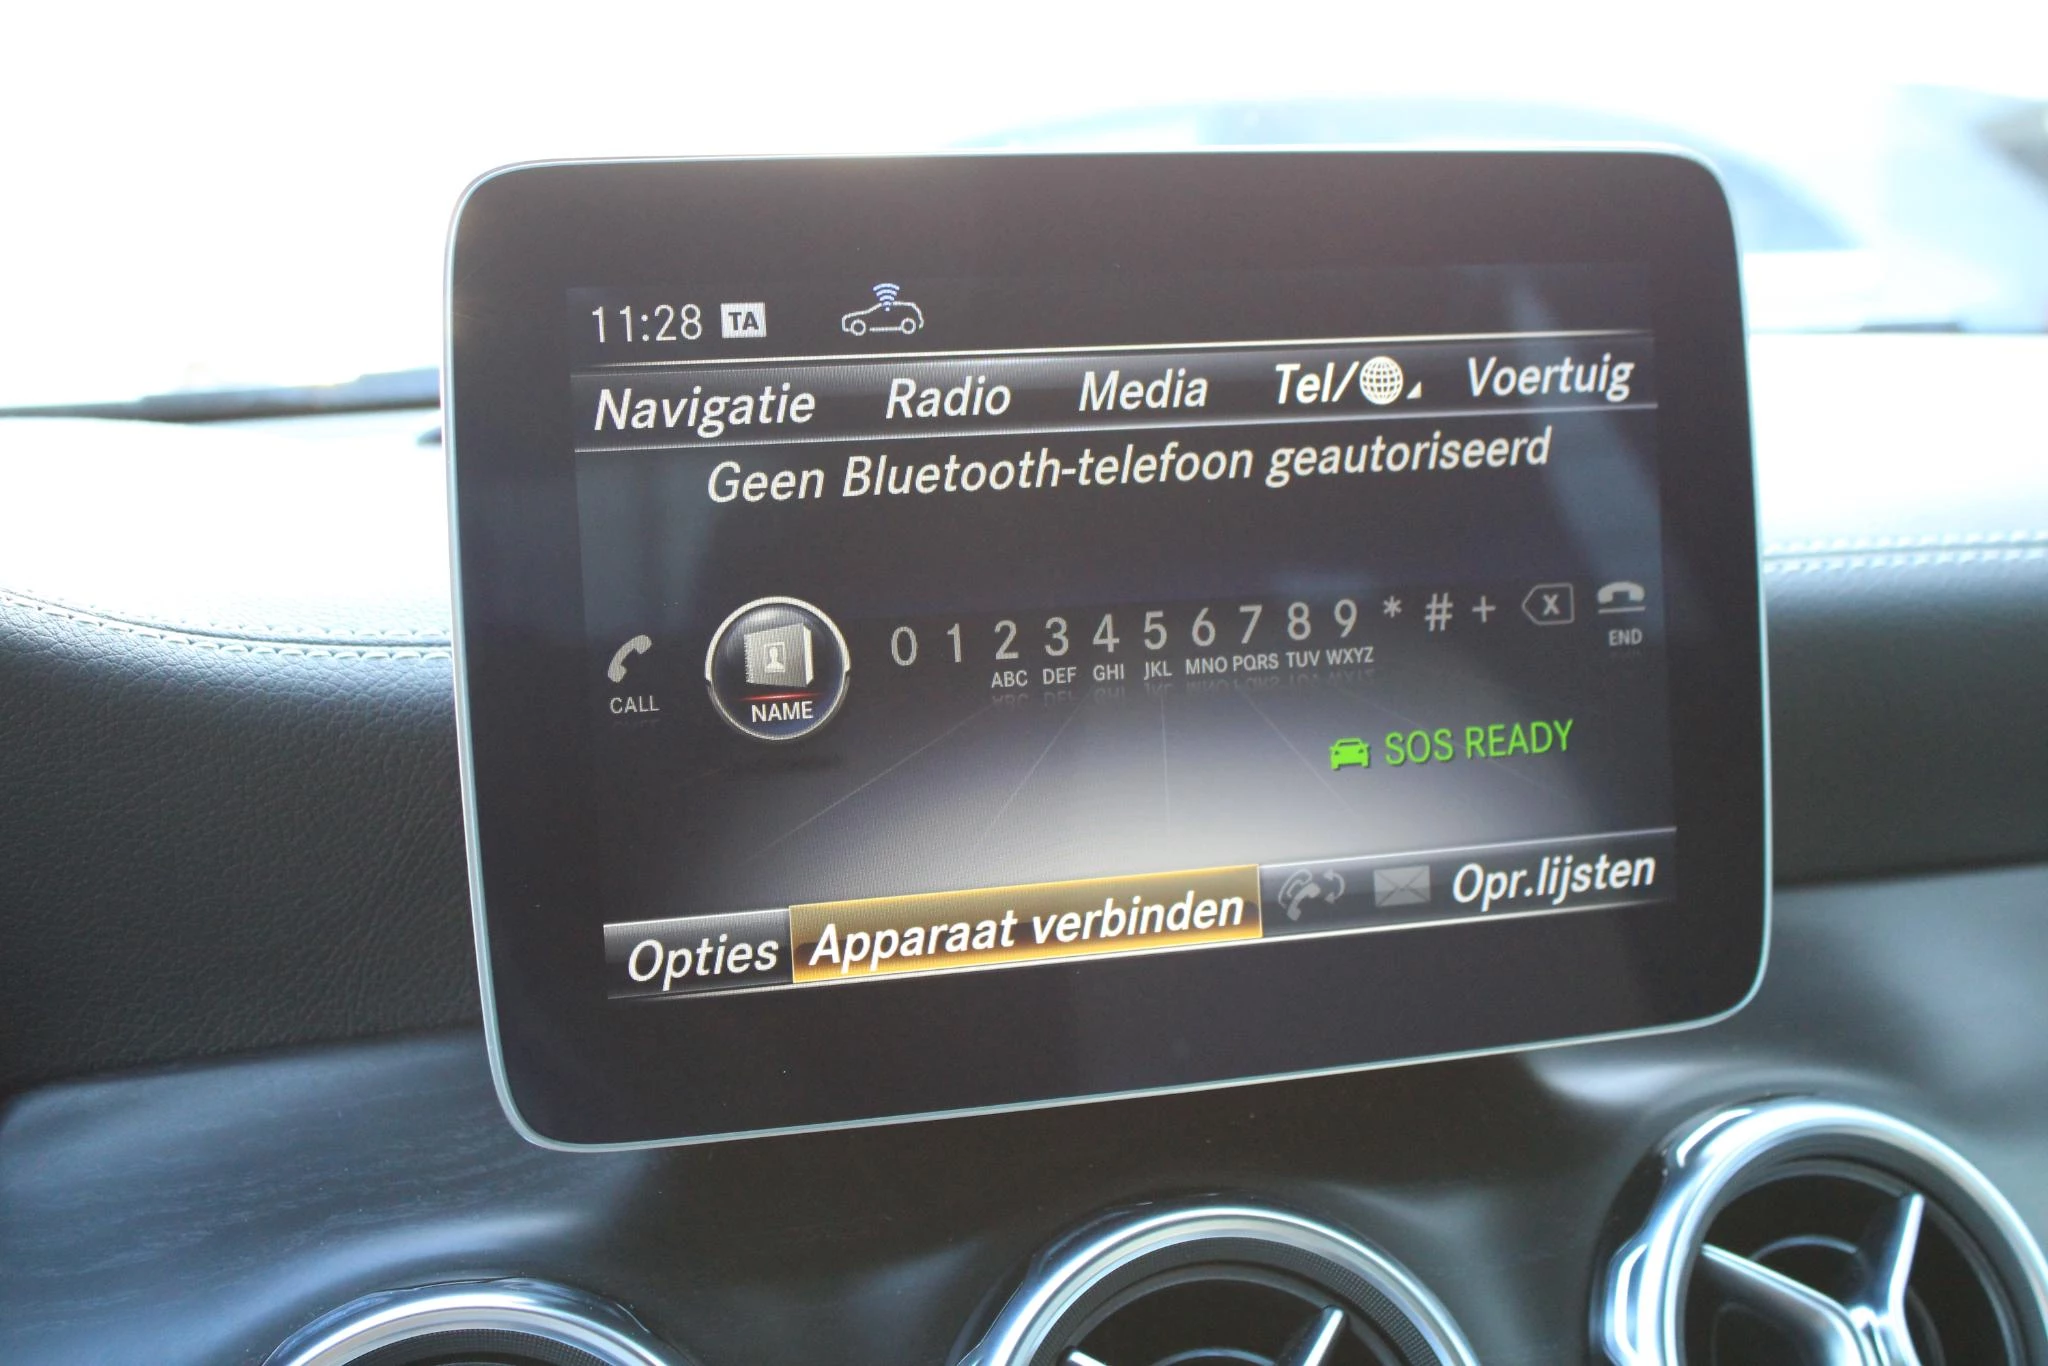 11:28 TA
Navigatie Radio Media Tel/ Voertuig
Geen Bluetooth-telefoon geautoriseerd
0 1 2 3 4 5 6 7 8 9 * # + X
ABC DEF GHI JKL MNO PQRS TUV WXYZ END
CALL NAME
SOS READY
Opties Apparaat verbinden Opr.lijsten